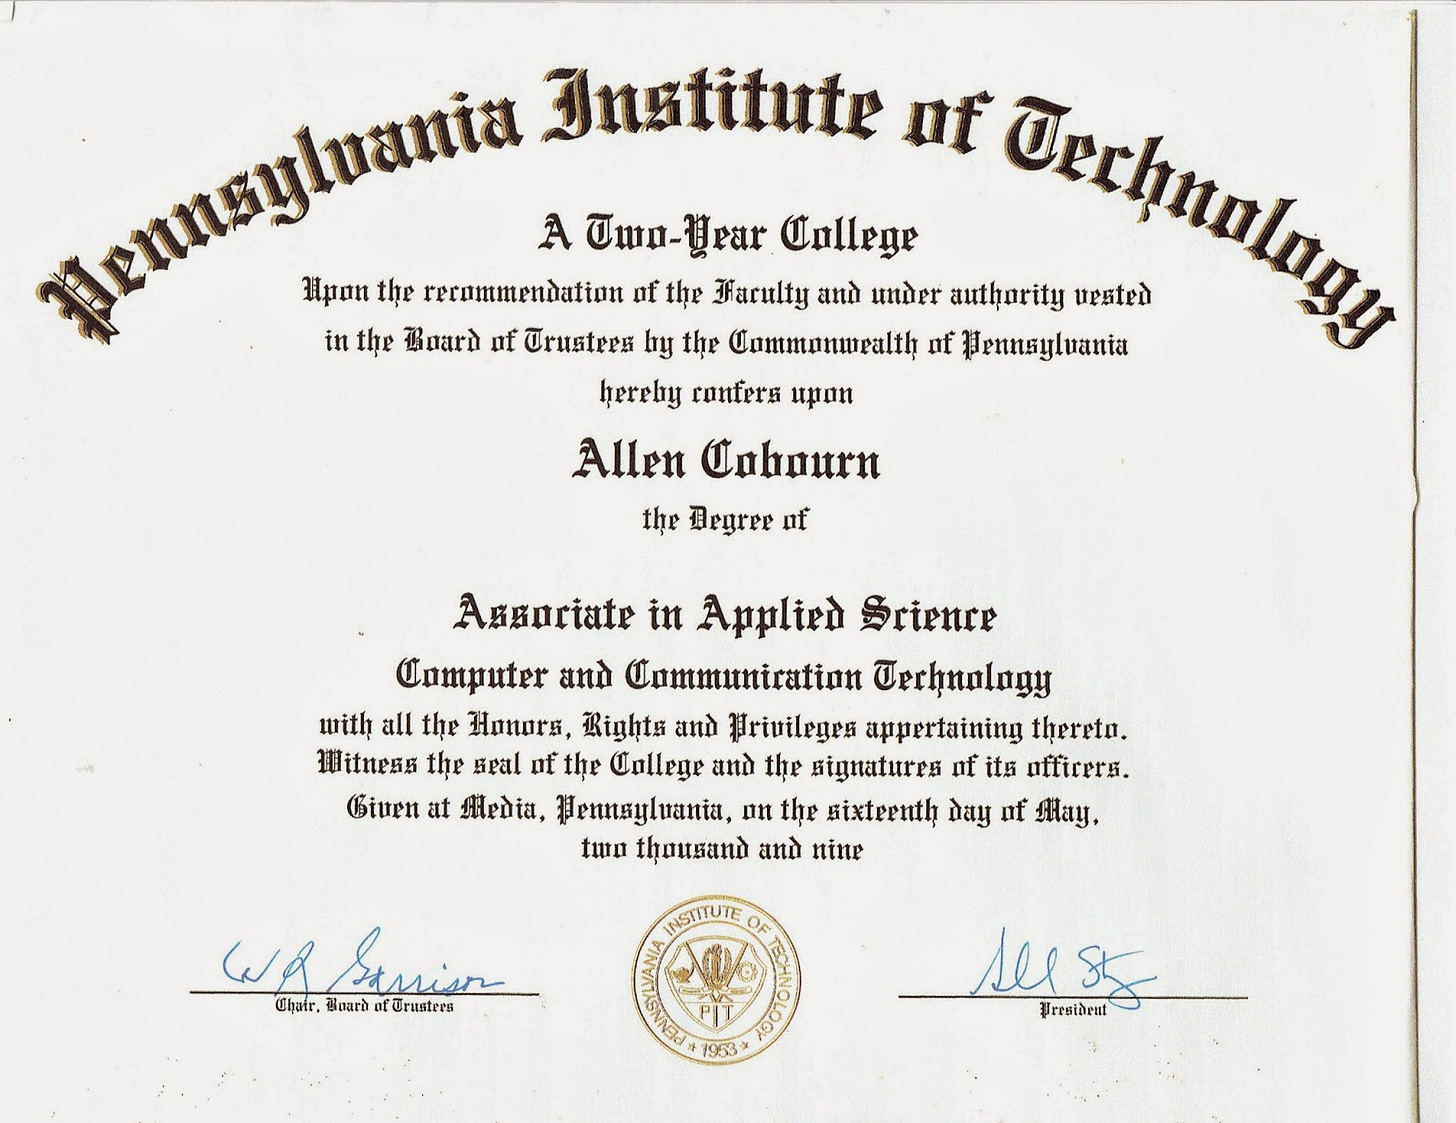 Pennsylvania Institute of Technology
A Two-Year College
Upon the recommendation of the Faculty and under authority vested
in the Board of Trustees by the Commonwealth of Pennsylvania
hereby confers upon
Allen Cobourn
the Degree of
Associate in Applied Science
Computer and Communication Technology
with all the Honors, Rights and Privileges appertaining thereto.
Witness the seal of the College and the signatures of its officers.
Given at Media, Pennsylvania, on the sixteenth day of May,
two thousand and nine
W R Garrison
Chair, Board of Trustees
PENNSYLVANIA INSTITUTE OF TECHNOLOGY
PIT
* 1953 *
President